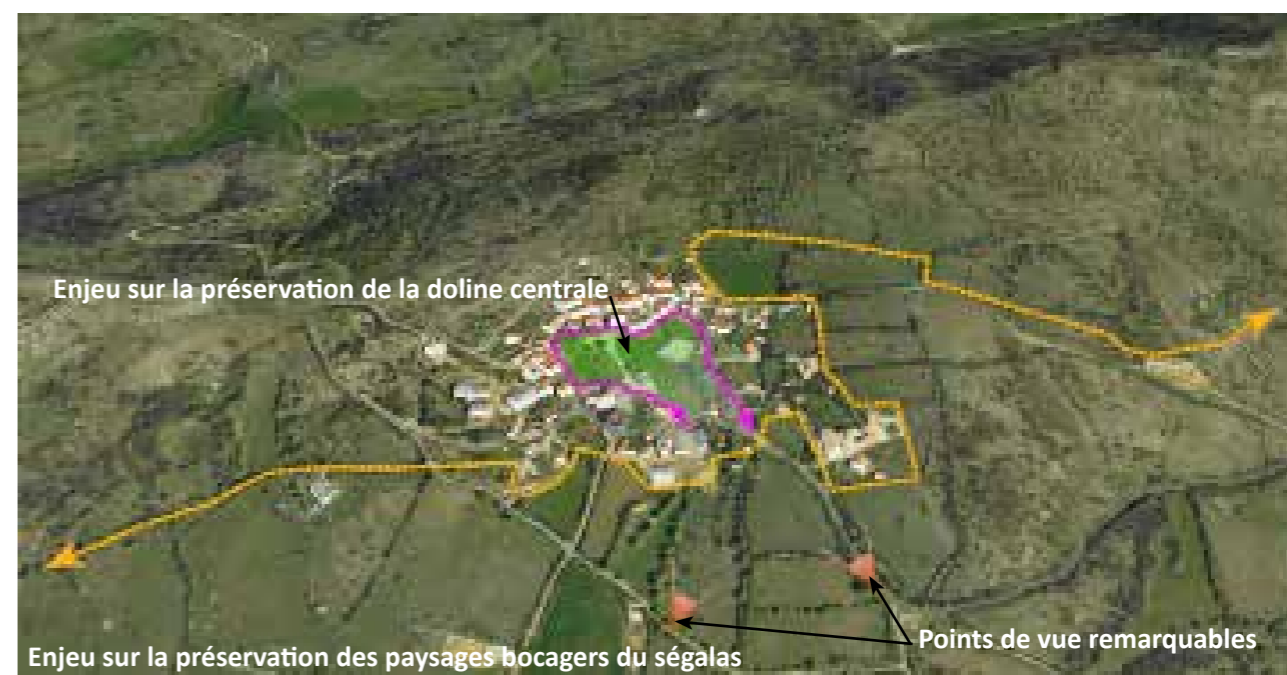 Enjeu sur la préservation de la doline centrale
Points de vue remarquables
Enjeu sur la préservation des paysages bocagers du ségalas